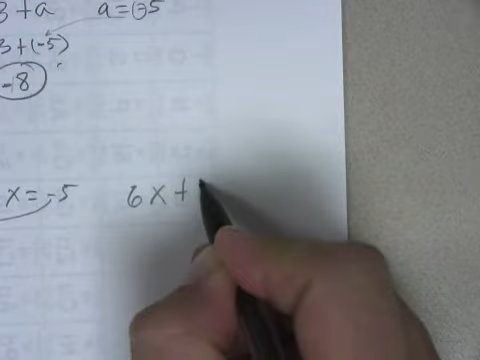 3 + a a = -5
3 + (-5)
-8
x = -5 6x +